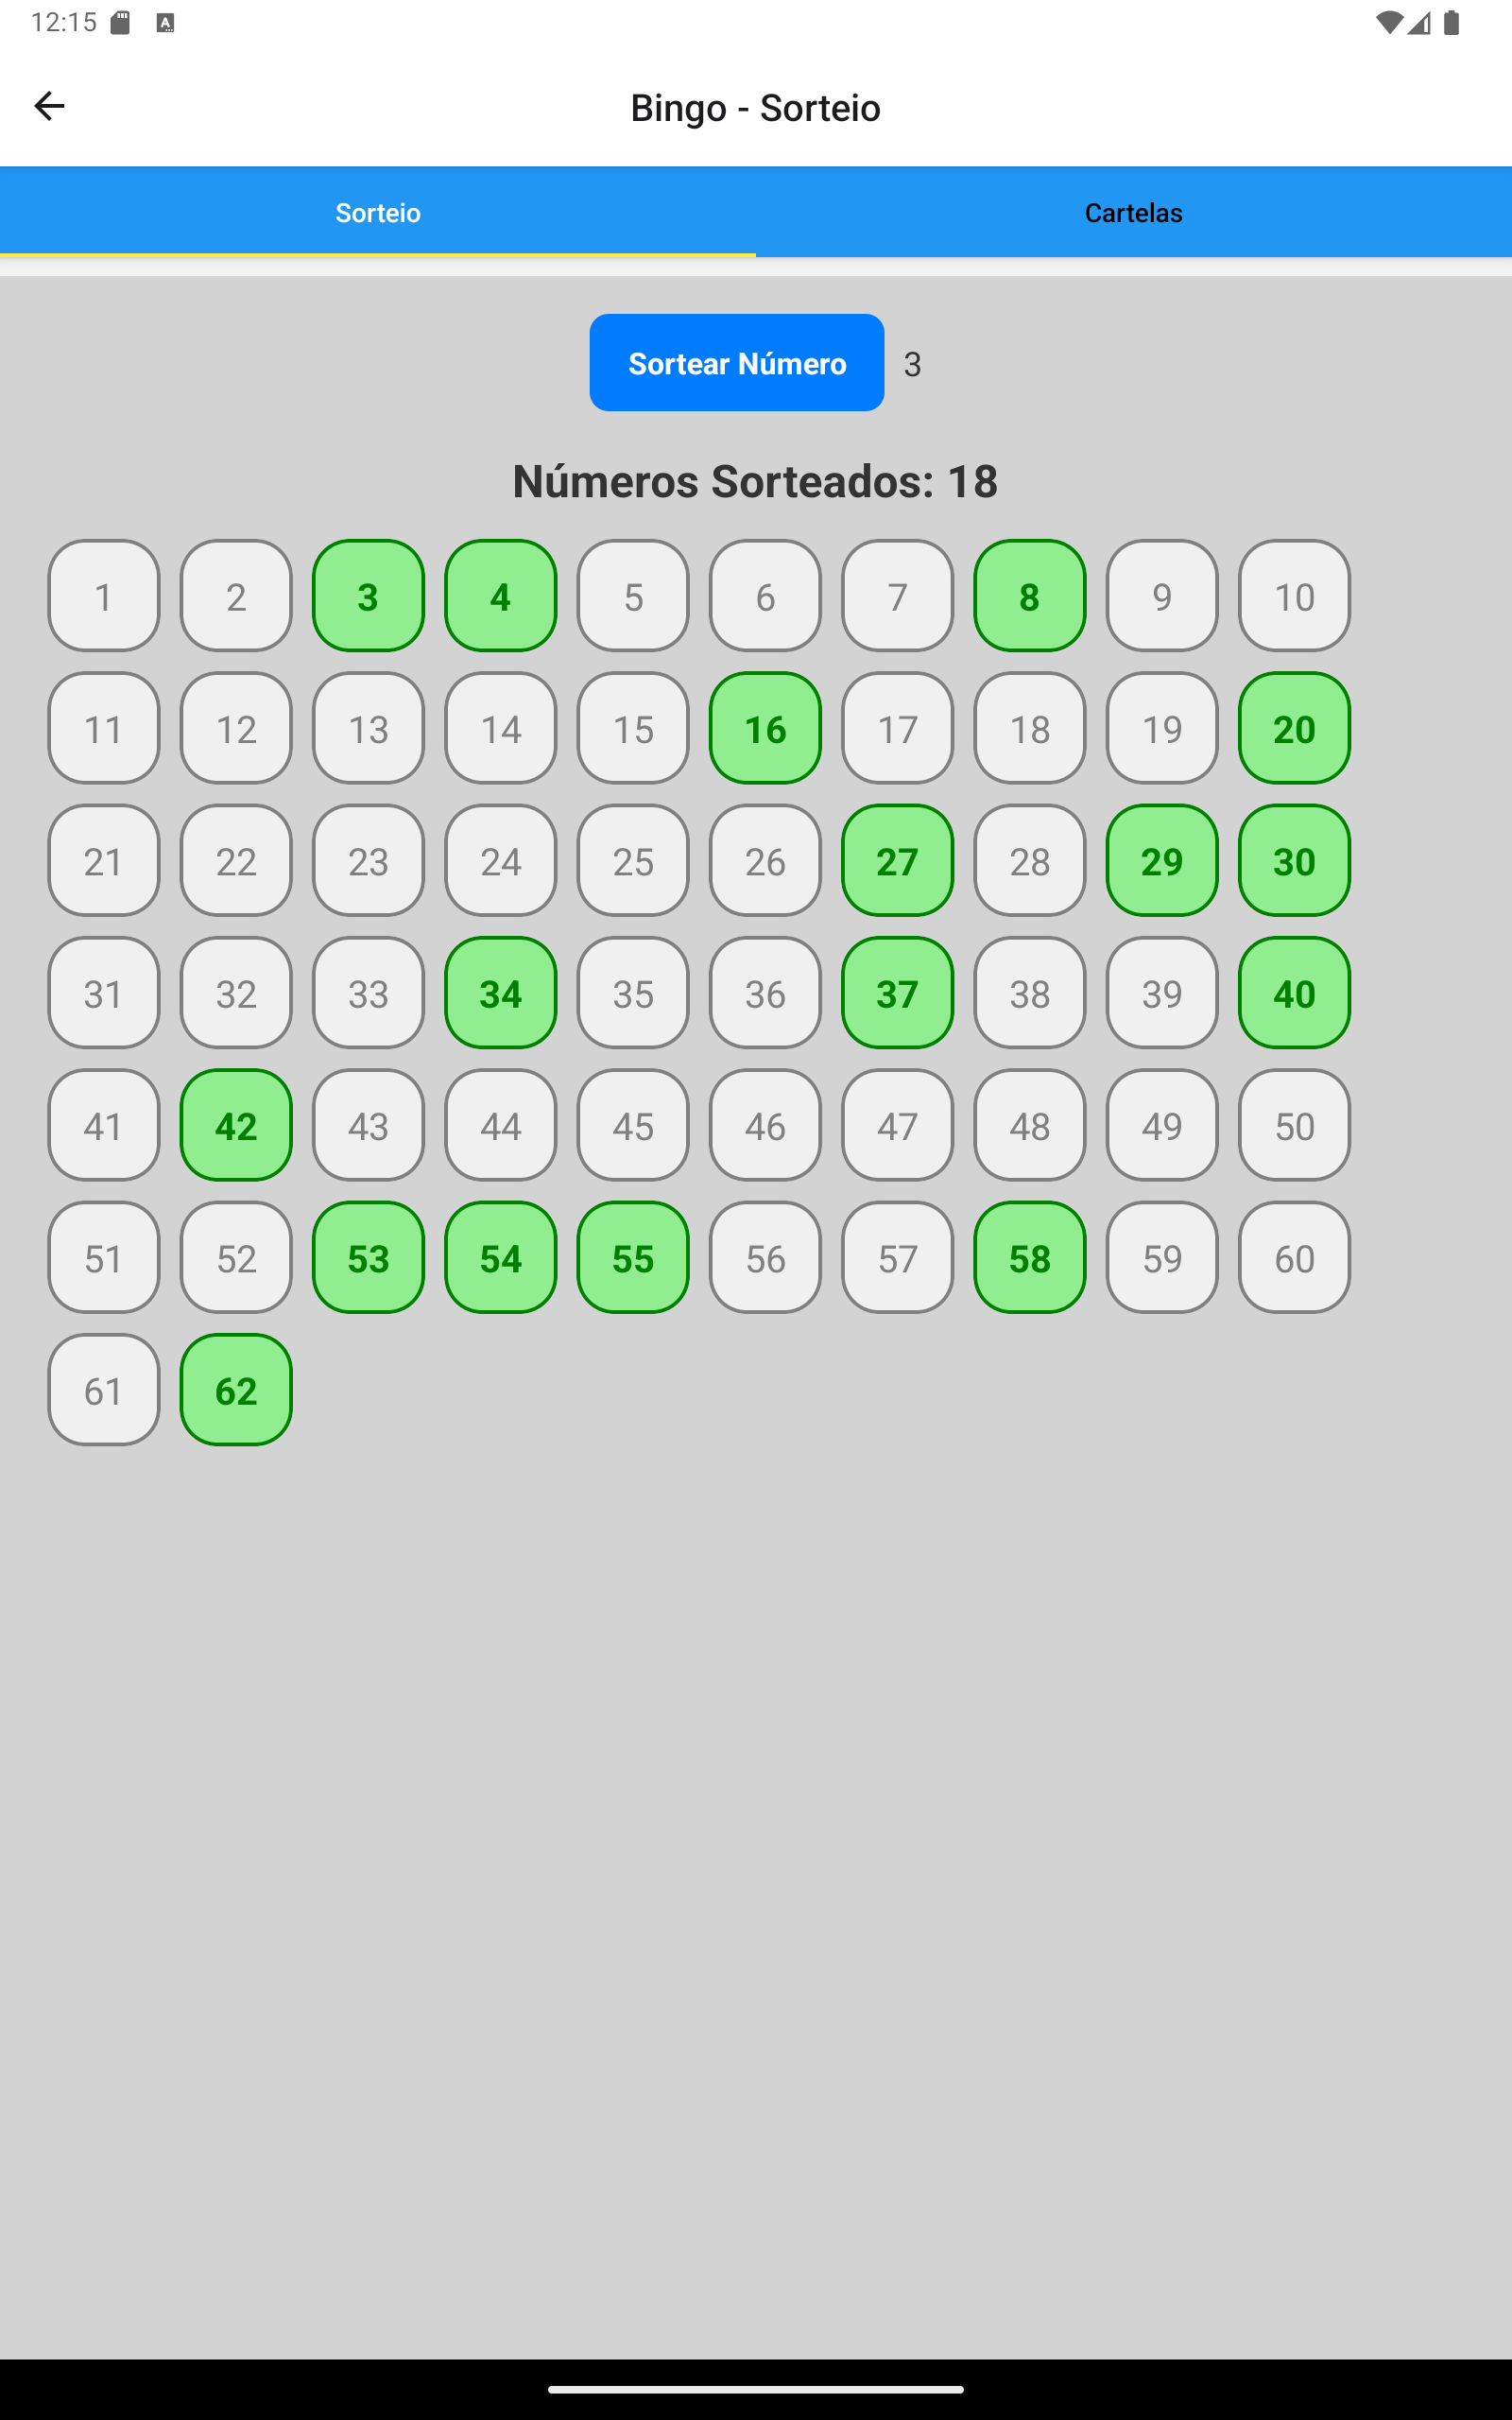 12:15
Bingo - Sorteio
Sorteio Cartelas
Sortear Número 3
Números Sorteados: 18
1 2 3 4 5 6 7 8 9 10
11 12 13 14 15 16 17 18 19 20
21 22 23 24 25 26 27 28 29 30
31 32 33 34 35 36 37 38 39 40
41 42 43 44 45 46 47 48 49 50
51 52 53 54 55 56 57 58 59 60
61 62